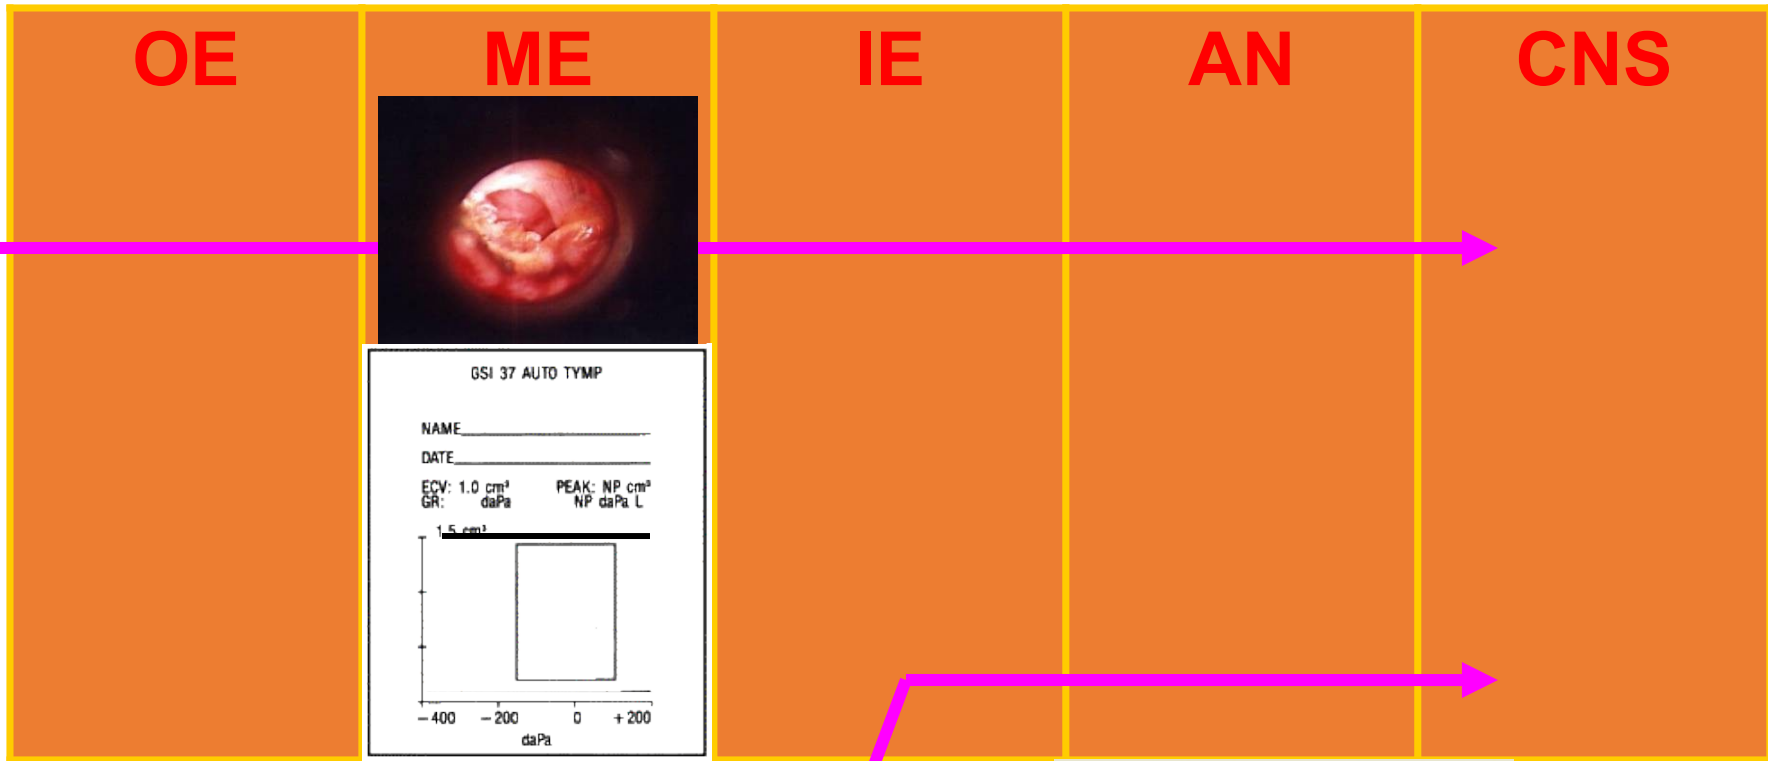 OE ME IE AN CNS
GSI 37 AUTO TYMP
NAME
DATE
ECV: 1.0 cm³ PEAK: NP cm³
GR: daPa NP daPa L
1.5 cm³
-400 -200 0 +200
daPa